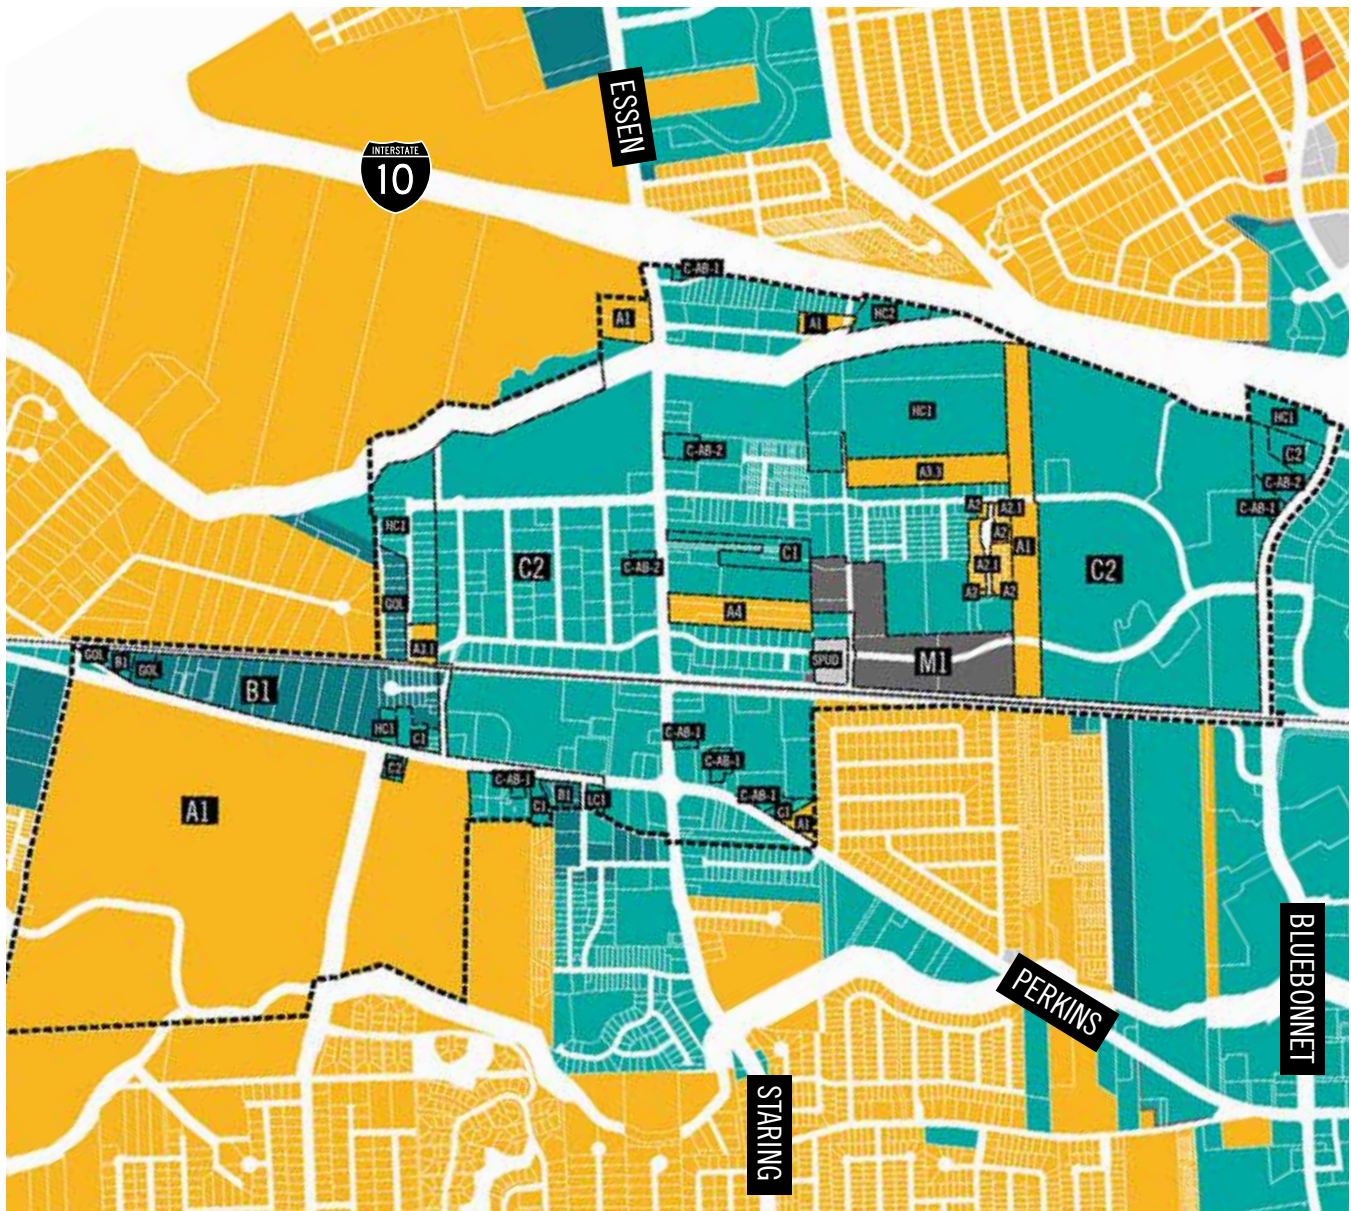 ESSEN
INTERSTATE
10
C-AB-1
A1
A1
HC2
HC1
HC1
C2
C-AB-2
A3.1
C-AB-2
C-AB-1
A2
A2.1
HC1
A2
C1
A1
C2
C-AB-2
A2.1
C2
A2
A2
GOL
A4
A3.1
GOL
B1
GOL
SPUD
M1
B1
HC1
C1
C-AB-1
C-AB-1
C2
C-AB-1
B1
LC1
C-AB-1
C1
C1
A1
A1
BLUEBONNET
PERKINS
STARING